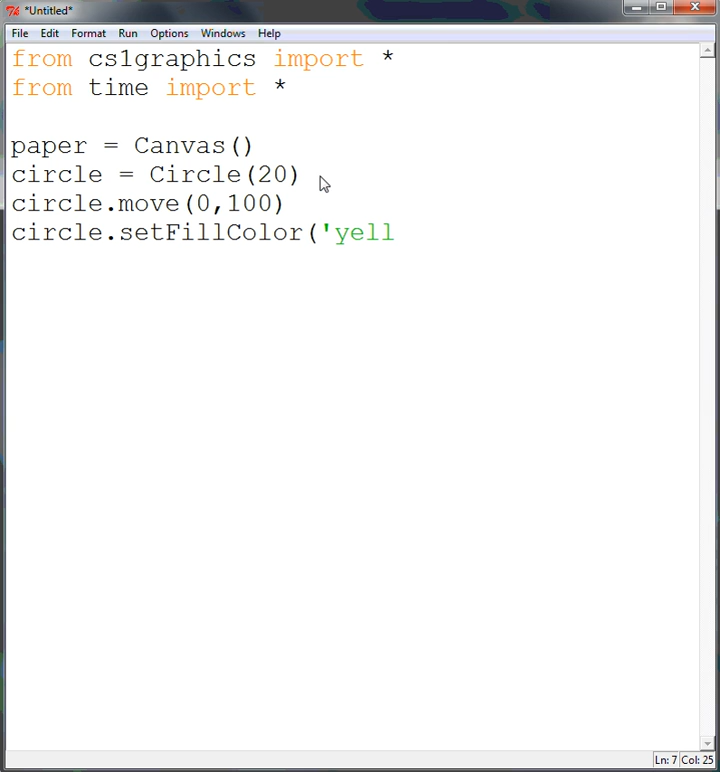 *Untitled*
File Edit Format Run Options Windows Help
from cs1graphics import *
from time import *
paper = Canvas()
circle = Circle(20)
circle.move(0,100)
circle.setFillColor('yell
Ln: 7 Col: 25